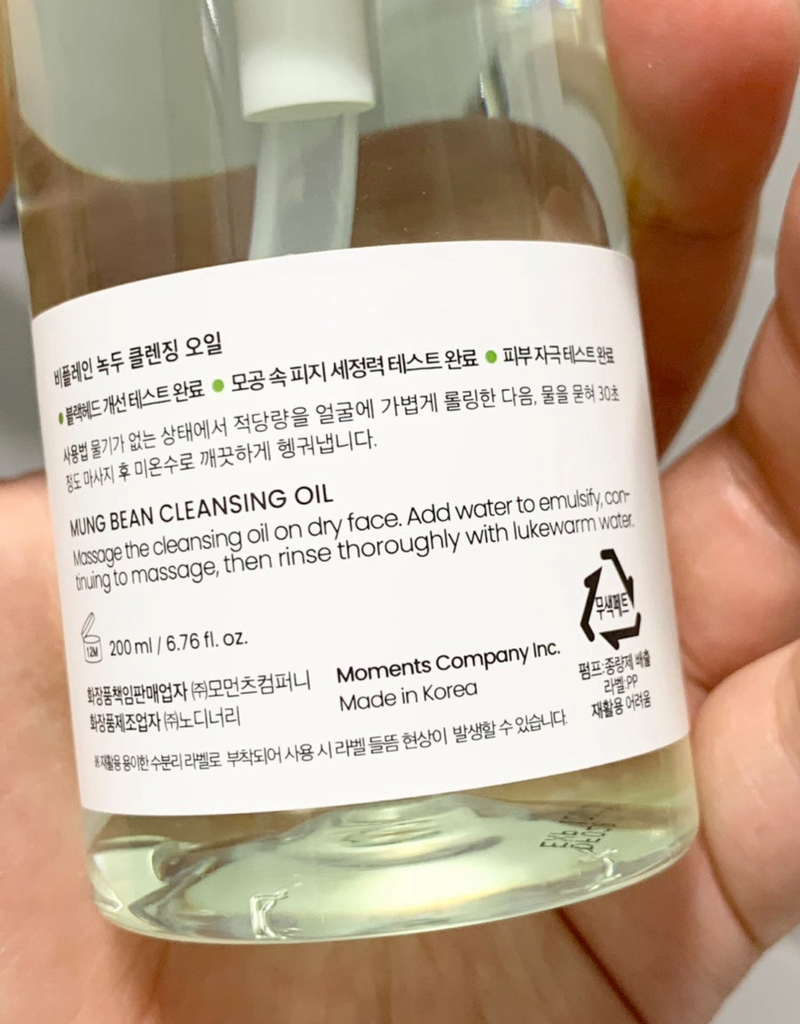 비플레인 녹두 클렌징 오일
● 블랙헤드 개선 테스트 완료 ● 모공 속 피지 세정력 테스트 완료 ● 피부 자극 테스트 완료
사용법 물기가 없는 상태에서 적당량을 얼굴에 가볍게 롤링한 다음, 물을 묻혀 30초
정도 마사지 후 미온수로 깨끗하게 헹궈냅니다.
MUNG BEAN CLEANSING OIL
Massage the cleansing oil on dry face. Add water to emulsify, con-
tinuing to massage, then rinse thoroughly with lukewarm water.
12M
200 ml / 6.76 fl. oz.
화장품책임판매업자 ㈜모먼츠컴퍼니
화장품제조업자 ㈜노디너리
Moments Company Inc.
Made in Korea
무색페트
펌프:종량제 배출
라벨:PP
재활용 어려움
※재활용 용이한 수분리 라벨로 부착되어 사용 시 라벨 들뜸 현상이 발생할 수 있습니다.